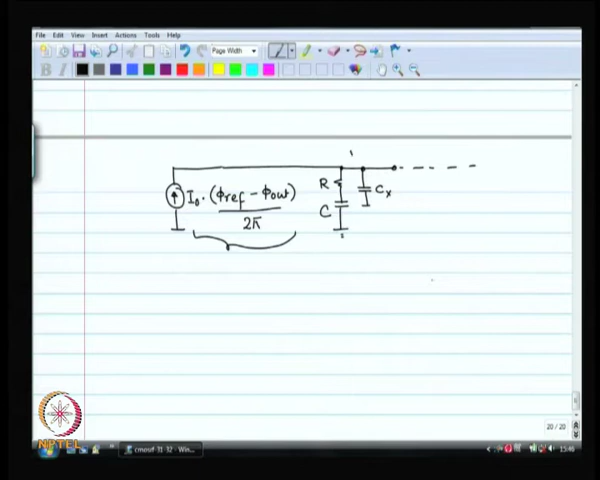 File Edit View Insert Actions Tools Help
Page Width
B I
R
Cx
I₀ · (ϕref − ϕout)
C
2π
20 / 20
NPTEL
cmosrf-31-32 - Win...
15:46